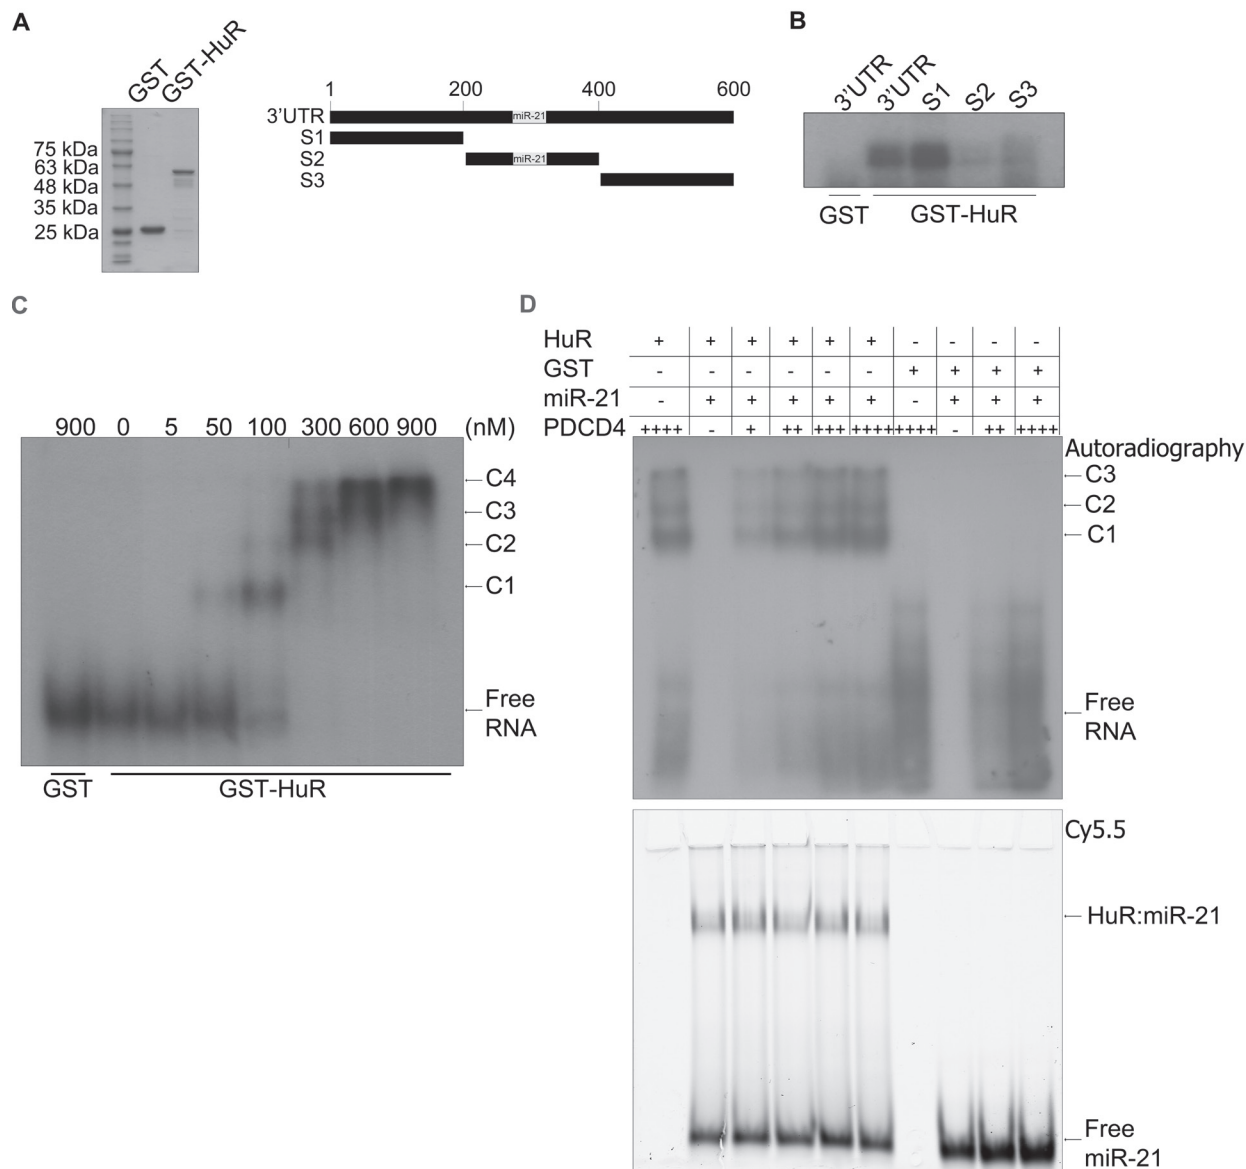 A
GST
GST-HuR
75 kDa
63 kDa
48 kDa
35 kDa
25 kDa
1 200 400 600
3'UTR miR-21
S1
S2 miR-21
S3
B
3'UTR 3'UTR S1 S2 S3
GST GST-HuR
C
900 0 5 50 100 300 600 900 (nM)
C4
C3
C2
C1
Free
RNA
GST GST-HuR
D
HuR + + + + + + - - - -
GST - - - - - - + + + +
miR-21 - + + + + + - + + +
PDCD4 ++++ - + ++ +++ ++++ ++++ - ++ ++++
Autoradiography
C3
C2
C1
Free
RNA
Cy5.5
HuR:miR-21
Free
miR-21